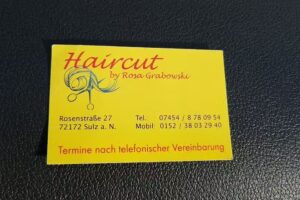 Haircut
by Rosa Grabowski
Rosenstraße 27 Tel. 07454 / 8 78 09 54
72172 Sulz a. N. Mobil: 0152 / 38 03 29 40
Termine nach telefonischer Vereinbarung